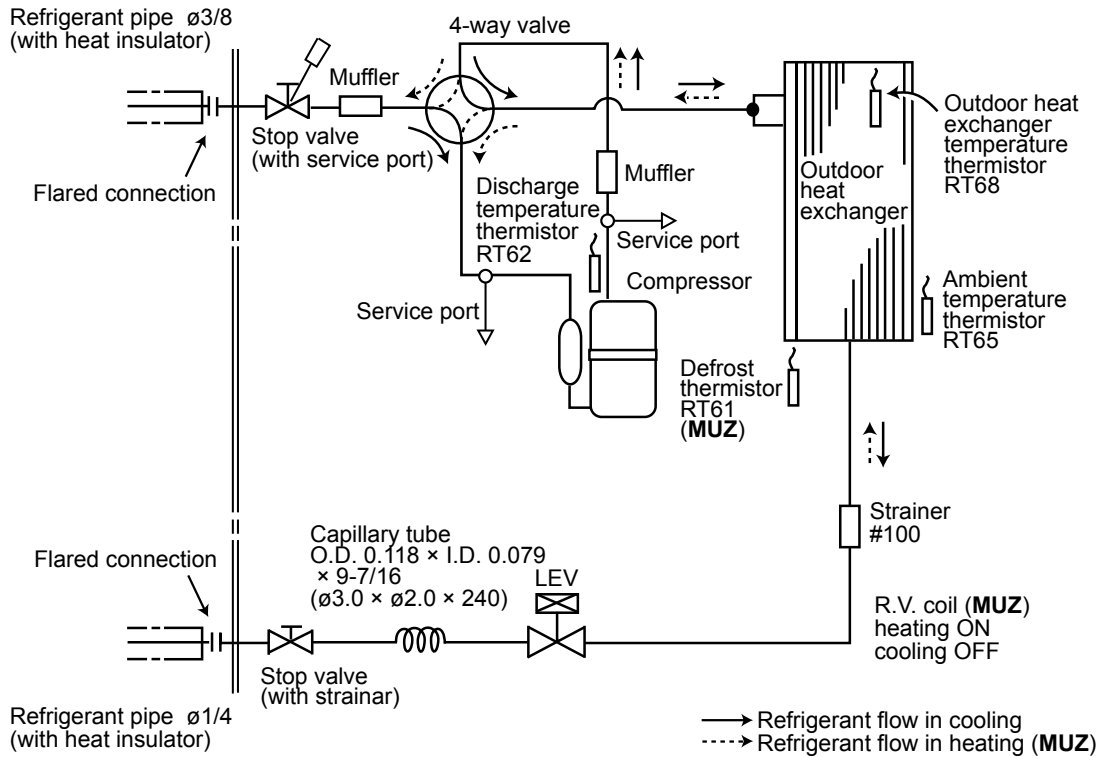 Refrigerant pipe ø3/8
(with heat insulator)
4-way valve
Muffler
Stop valve
(with service port)
Flared connection
Outdoor heat
exchanger
temperature
thermistor
RT68
Outdoor
heat
exchanger
Muffler
Discharge
temperature
thermistor
RT62
Service port
Compressor
Service port
Ambient
temperature
thermistor
RT65
Defrost
thermistor
RT61
(MUZ)
Strainer
#100
Capillary tube
O.D. 0.118 × I.D. 0.079
× 9-7/16
(ø3.0 × ø2.0 × 240)
LEV
Flared connection
R.V. coil (MUZ)
heating ON
cooling OFF
Stop valve
(with strainar)
Refrigerant pipe ø1/4
(with heat insulator)
Refrigerant flow in cooling
Refrigerant flow in heating (MUZ)